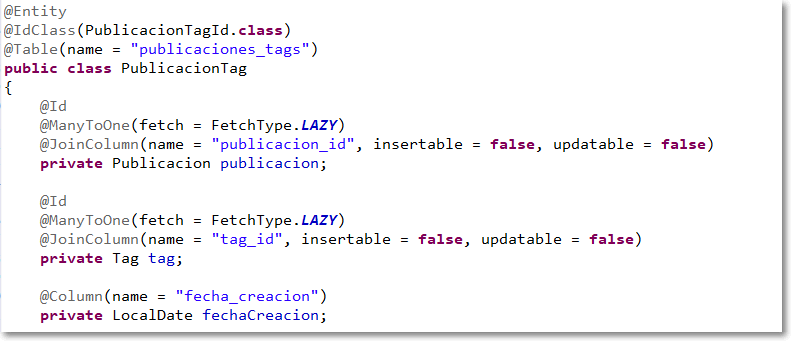 @Entity
@IdClass(PublicacionTagId.class)
@Table(name = "publicaciones_tags")
public class PublicacionTag
{
    @Id
    @ManyToOne(fetch = FetchType.LAZY)
    @JoinColumn(name = "publicacion_id", insertable = false, updatable = false)
    private Publicacion publicacion;

    @Id
    @ManyToOne(fetch = FetchType.LAZY)
    @JoinColumn(name = "tag_id", insertable = false, updatable = false)
    private Tag tag;

    @Column(name = "fecha_creacion")
    private LocalDate fechaCreacion;